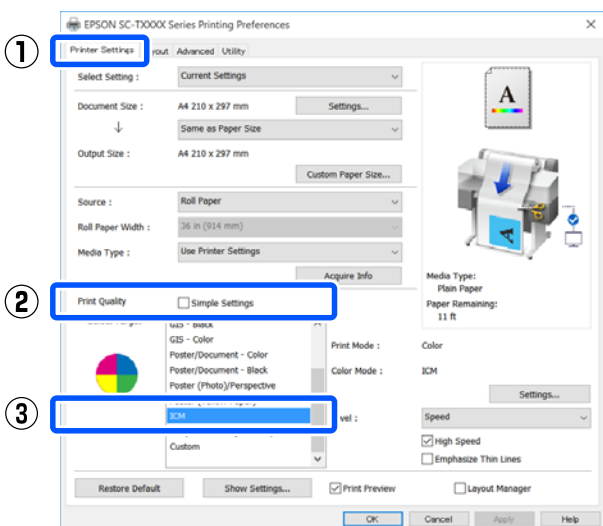 EPSON SC-TXXXX Series Printing Preferences
1
Printer Settings
Advanced
Utility
Select Setting :
Current Settings
Document Size :
A4 210 x 297 mm
Settings...
Same as Paper Size
Output Size :
A4 210 x 297 mm
Custom Paper Size...
A
Source :
Roll Paper
Roll Paper Width :
36 in (914 mm)
Media Type :
Use Printer Settings
Acquire Info
Media Type:
Plain Paper
Paper Remaining:
11 ft
2
Print Quality
Simple Settings
GIS - Color
Poster/Document - Color
Poster/Document - Black
Poster (Photo)/Perspective
Print Mode :
Color
Color Mode :
ICM
Settings...
3
ICM
Custom
Speed
High Speed
Emphasize Thin Lines
Restore Default
Show Settings...
Print Preview
Layout Manager
OK
Cancel
Apply
Help